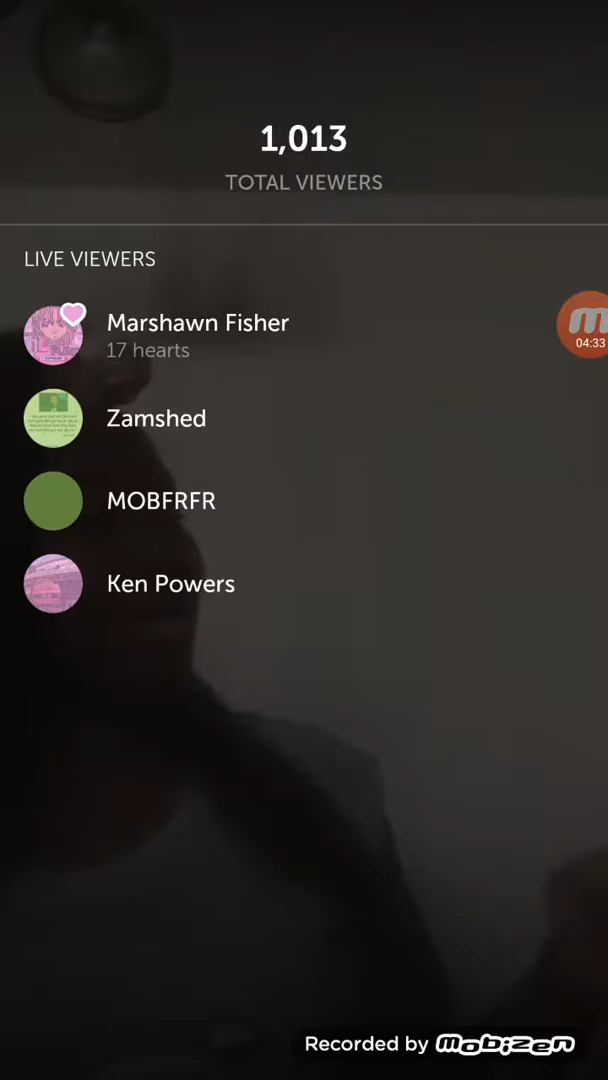 1,013
TOTAL VIEWERS
LIVE VIEWERS
Marshawn Fisher
17 hearts
04:33
Zamshed
MOBFRFR
Ken Powers
Recorded by mobizen